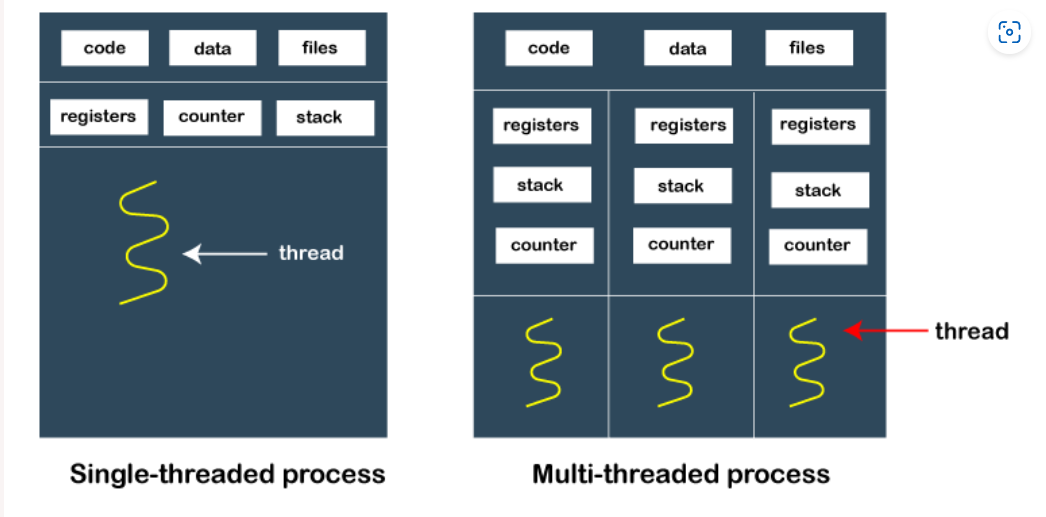 code data files
registers counter stack
thread
Single-threaded process
code data files
registers registers registers
stack stack stack
counter counter counter
thread
Multi-threaded process